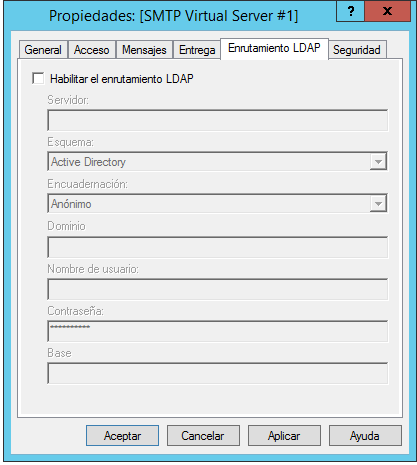 Propiedades: [SMTP Virtual Server #1]
? x
General Acceso Mensajes Entrega Enrutamiento LDAP Seguridad
Habilitar el enrutamiento LDAP
Servidor:
Esquema:
Active Directory
Encuadernación:
Anónimo
Dominio
Nombre de usuario:
Contraseña:
**********
Base
Aceptar Cancelar Aplicar Ayuda